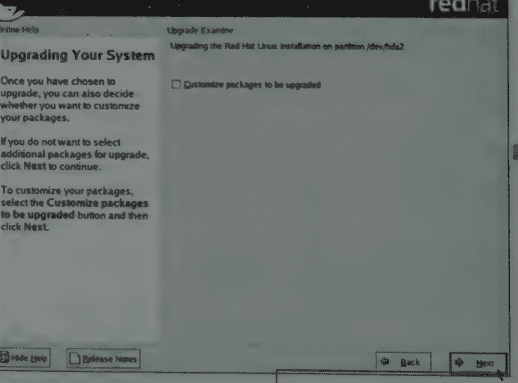 redhat
Online Help
Upgrade Examine
Upgrading the Red Hat Linux installation on partition /dev/hda2
Upgrading Your System
Once you have chosen to
upgrade, you can also decide
whether you want to customize
your packages.
Customize packages to be upgraded
If you do not want to select
additional packages for upgrade,
click Next to continue.
To customize your packages,
select the Customize packages
to be upgraded button and then
click Next.
Hide Help
Release Notes
Back
Next